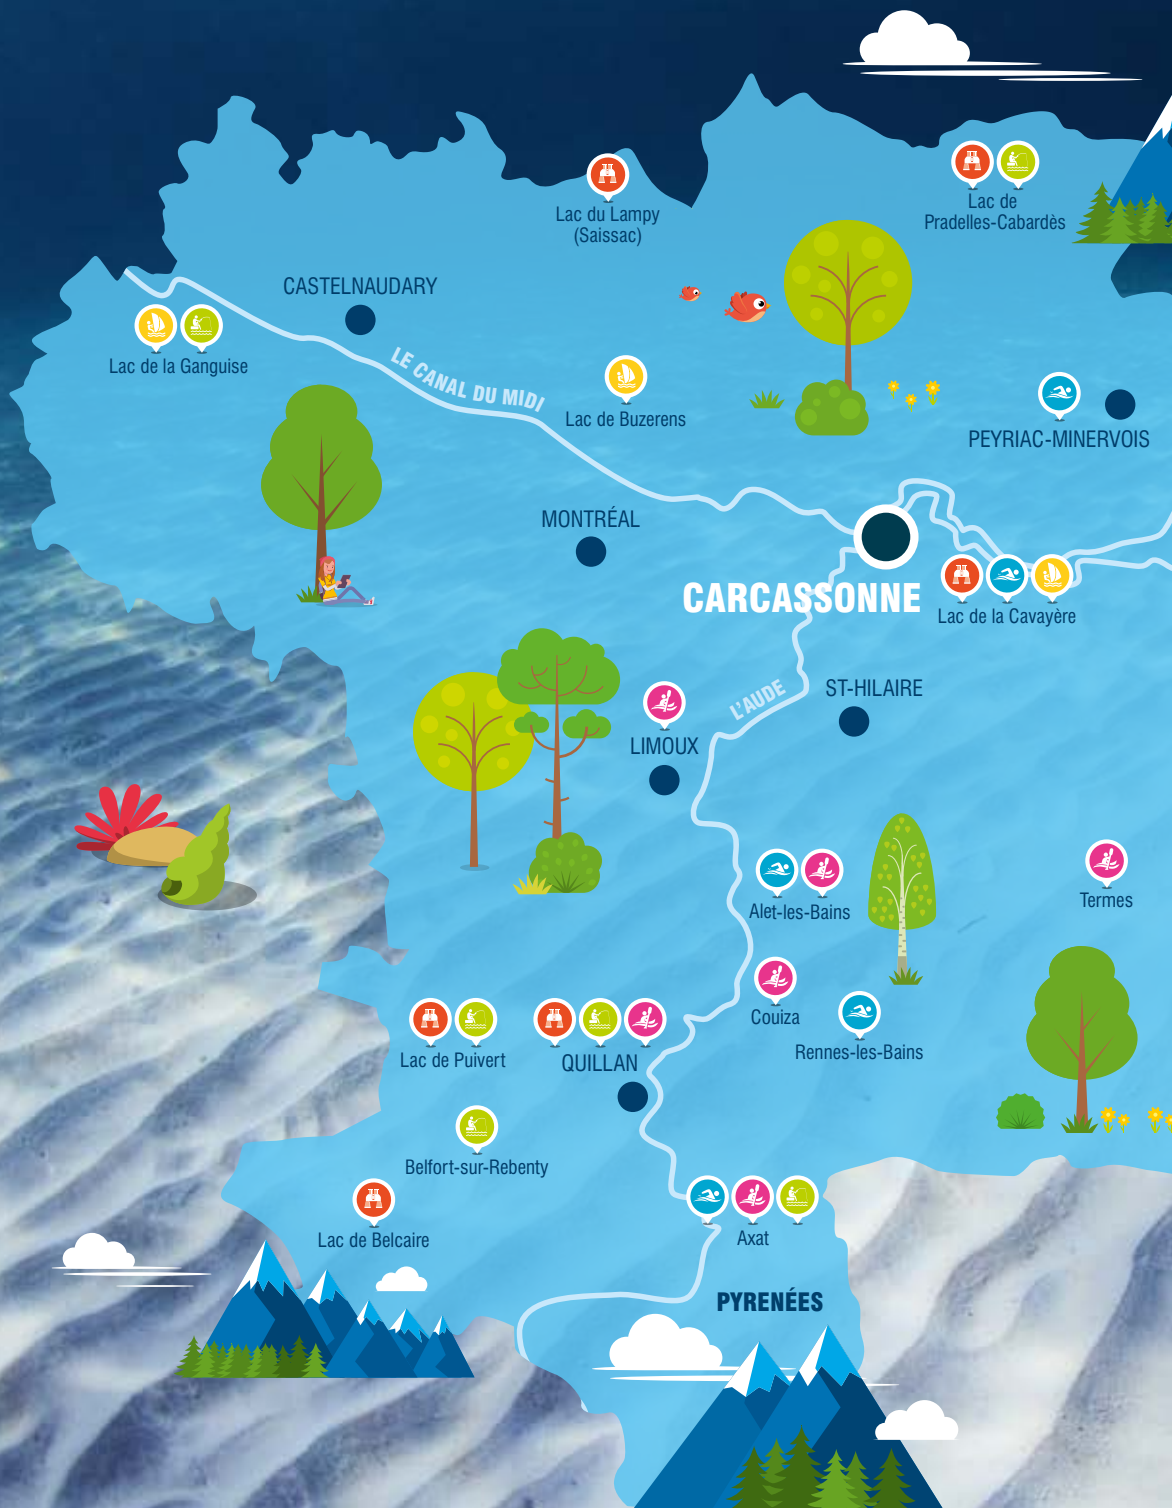 Lac du Lampy
(Saissac)
Lac de
Pradelles-Cabardès
CASTELNAUDARY
Lac de la Ganguise
LE CANAL DU MIDI
Lac de Buzerens
PEYRIAC-MINERVOIS
MONTRÉAL
CARCASSONNE
Lac de la Cavayère
L'AUDE
ST-HILAIRE
LIMOUX
Alet-les-Bains
Termes
Couiza
Rennes-les-Bains
Lac de Puivert
QUILLAN
Belfort-sur-Rebenty
Lac de Belcaire
Axat
PYRENÉES